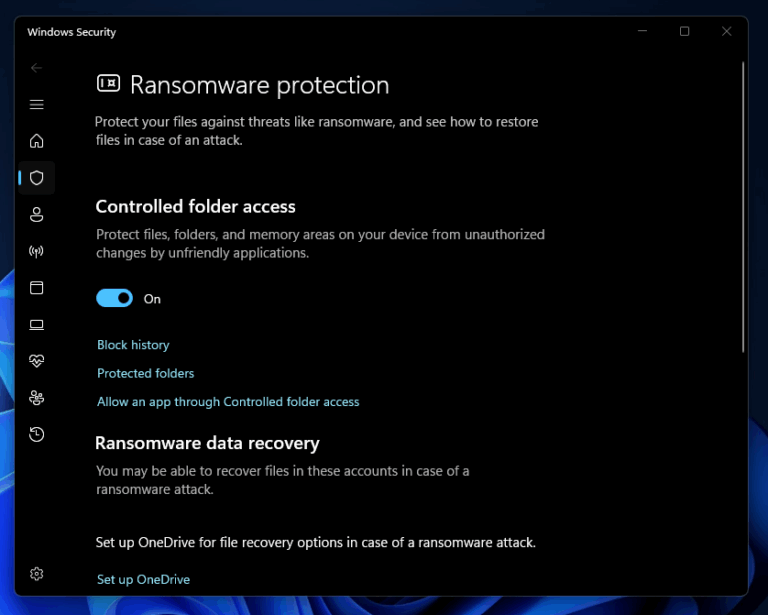 Windows Security
Ransomware protection
Protect your files against threats like ransomware, and see how to restore
files in case of an attack.
Controlled folder access
Protect files, folders, and memory areas on your device from unauthorized
changes by unfriendly applications.
On
Block history
Protected folders
Allow an app through Controlled folder access
Ransomware data recovery
You may be able to recover files in these accounts in case of a
ransomware attack.
Set up OneDrive for file recovery options in case of a ransomware attack.
Set up OneDrive